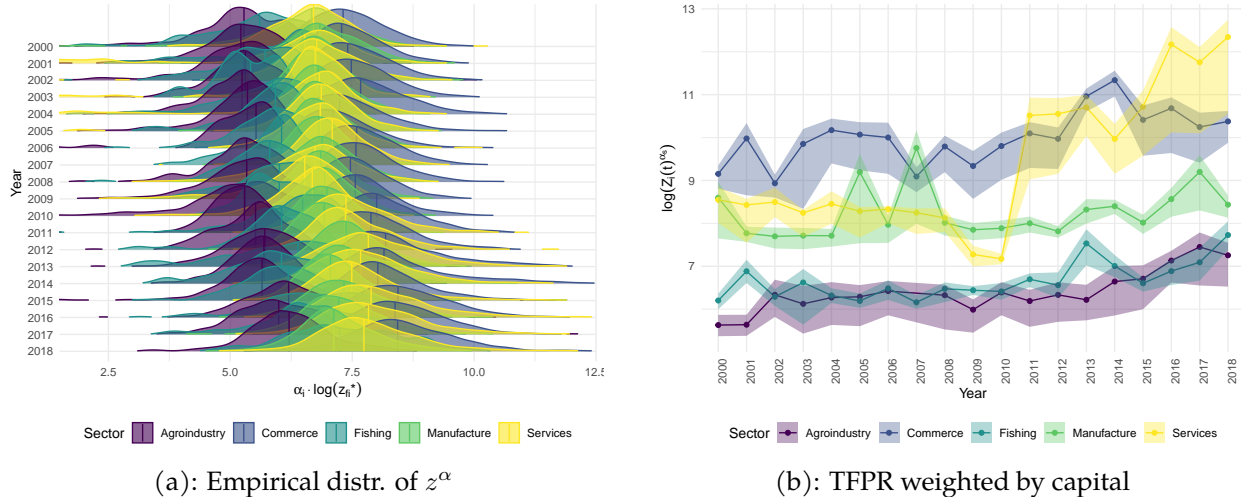 Year
2000
2001
2002
2003
2004
2005
2006
2007
2008
2009
2010
2011
2012
2013
2014
2015
2016
2017
2018
2.5 5.0 7.5 10.0 12.5
αᵢ · log(z_fi*)
Sector Agroindustry Commerce Fishing Manufacture Services
(a): Empirical distr. of z^α
log(Zᵢ(t)^αₛ)
13
11
9
7
2000 2001 2002 2003 2004 2005 2006 2007 2008 2009 2010 2011 2012 2013 2014 2015 2016 2017 2018
Year
Sector Agroindustry Commerce Fishing Manufacture Services
(b): TFPR weighted by capital